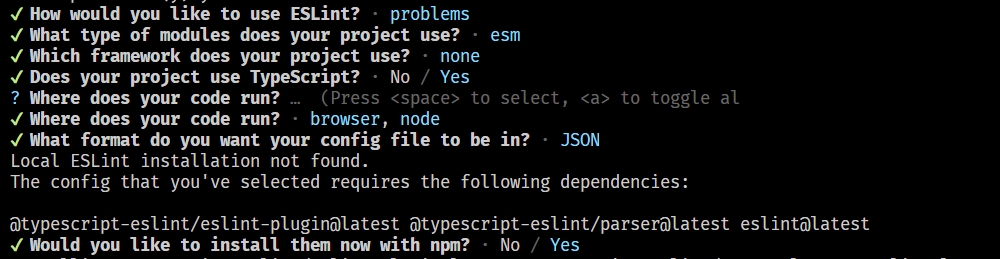 ✓ How would you like to use ESLint? · problems
✓ What type of modules does your project use? · esm
✓ Which framework does your project use? · none
✓ Does your project use TypeScript? · No / Yes
? Where does your code run? … (Press <space> to select, <a> to toggle al
✓ Where does your code run? · browser, node
✓ What format do you want your config file to be in? · JSON
Local ESLint installation not found.
The config that you've selected requires the following dependencies:
@typescript-eslint/eslint-plugin@latest @typescript-eslint/parser@latest eslint@latest
✓ Would you like to install them now with npm? · No / Yes